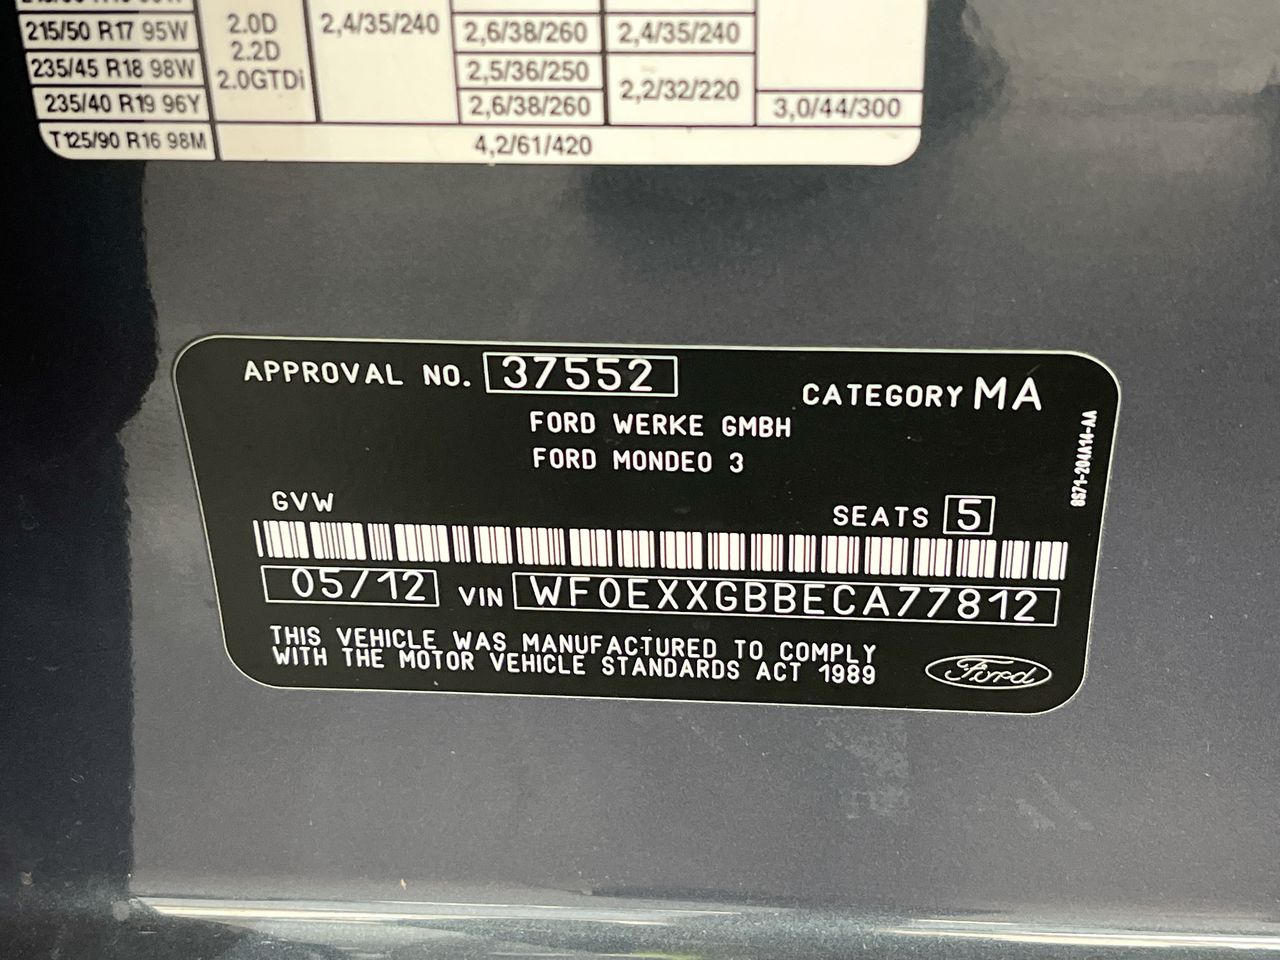 215/50 R17 95W
235/45 R18 98W
235/40 R19 96Y
T125/90 R16 98M
2.0D
2.2D
2.0GTDi
2,4/35/240
2,6/38/260
2,5/36/250
2,6/38/260
2,4/35/240
2,2/32/220
3,0/44/300
4,2/61/420
APPROVAL NO. 37552
CATEGORY MA
FORD WERKE GMBH
FORD MONDEO 3
8S71-204A14-AA
GVW
SEATS 5
05/12 VIN WF0EXXGBBECA77812
THIS VEHICLE WAS MANUFACTURED TO COMPLY
WITH THE MOTOR VEHICLE STANDARDS ACT 1989
Ford